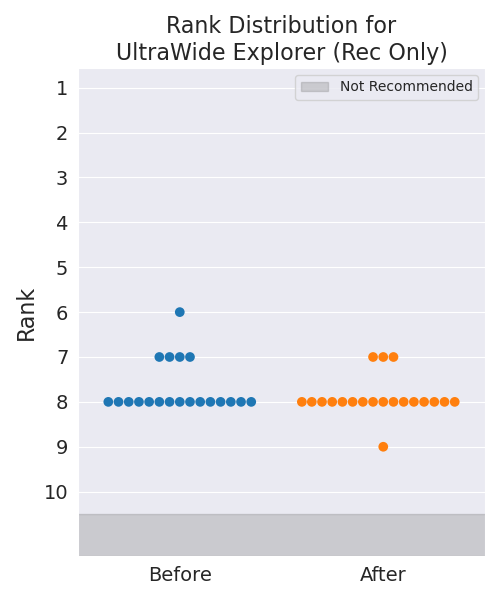 Rank Distribution for
UltraWide Explorer (Rec Only)
Not Recommended
Rank
1
2
3
4
5
6
7
8
9
10
Before
After